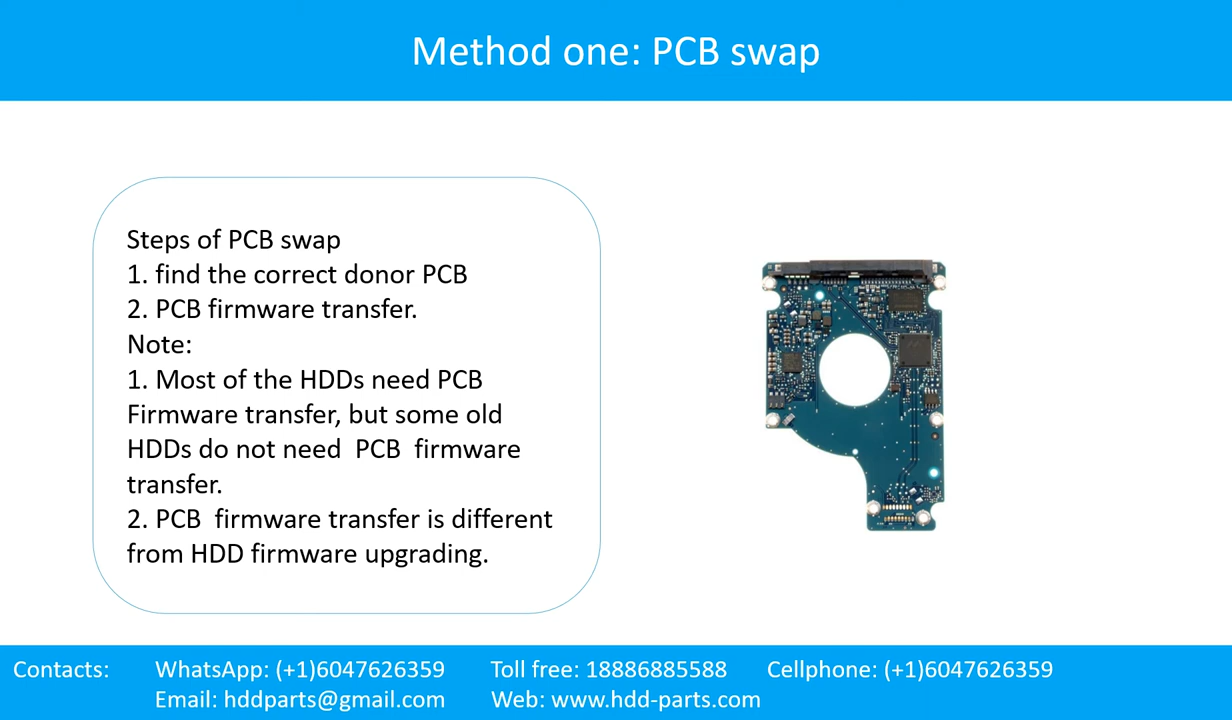 Method one: PCB swap
Steps of PCB swap
1. find the correct donor PCB
2. PCB firmware transfer.
Note:
1. Most of the HDDs need PCB
Firmware transfer, but some old
HDDs do not need  PCB  firmware
transfer.
2. PCB  firmware transfer is different
from HDD firmware upgrading.
Contacts: WhatsApp: (+1)6047626359 Toll free: 18886885588 Cellphone: (+1)6047626359
Email: hddparts@gmail.com Web: www.hdd-parts.com